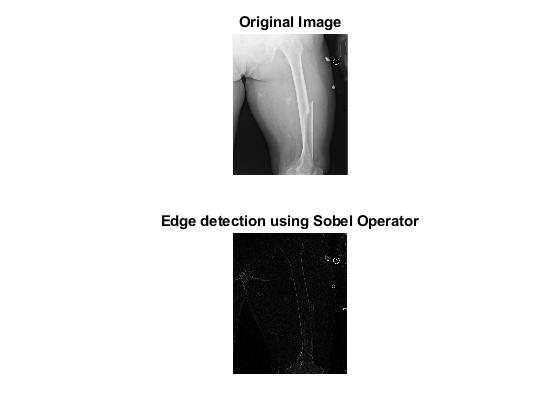 Original Image
Edge detection using Sobel Operator